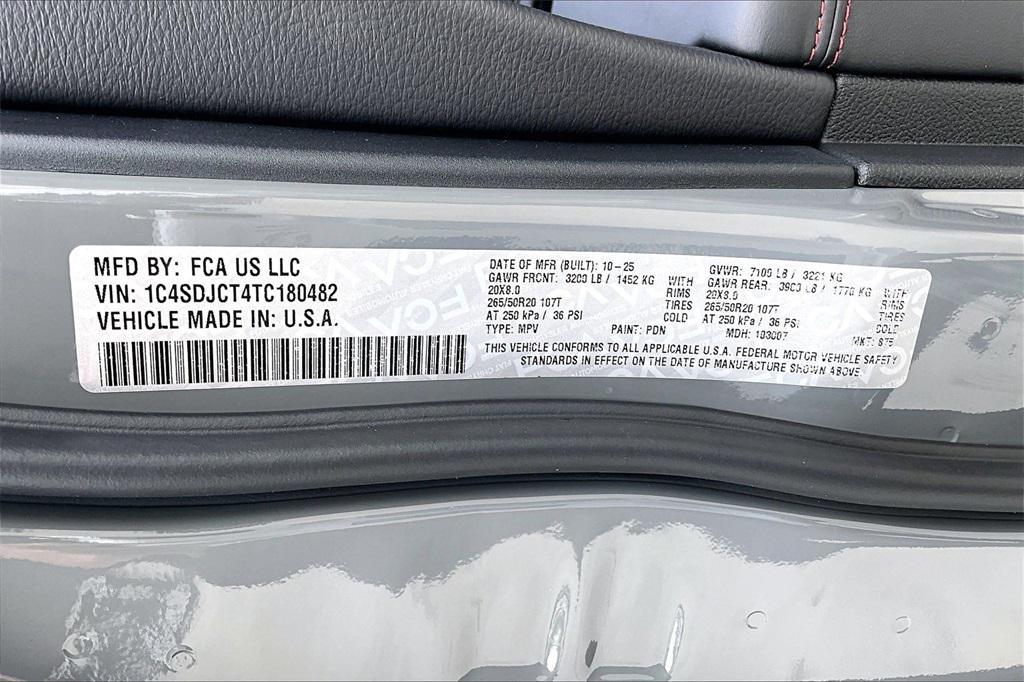 MFD BY: FCA US LLC
VIN: 1C4SDJCT4TC180482
VEHICLE MADE IN: U.S.A.
DATE OF MFR (BUILT): 10-25 GVWR: 7100 LB / 3221 KG
GAWR FRONT: 3200 LB / 1452 KG WITH GAWR REAR: 3900 LB / 1770 KG WITH
20X8.0 RIMS 20X8.0 RIMS
265/50R20 107T TIRES 265/50R20 107T TIRES
AT 250 kPa / 36 PSI COLD AT 250 kPa / 36 PSI COLD
TYPE: MPV PAINT: PDN MDH: 103007 MKT: 875
THIS VEHICLE CONFORMS TO ALL APPLICABLE U.S.A. FEDERAL MOTOR VEHICLE SAFETY
STANDARDS IN EFFECT ON THE DATE OF MANUFACTURE SHOWN ABOVE.